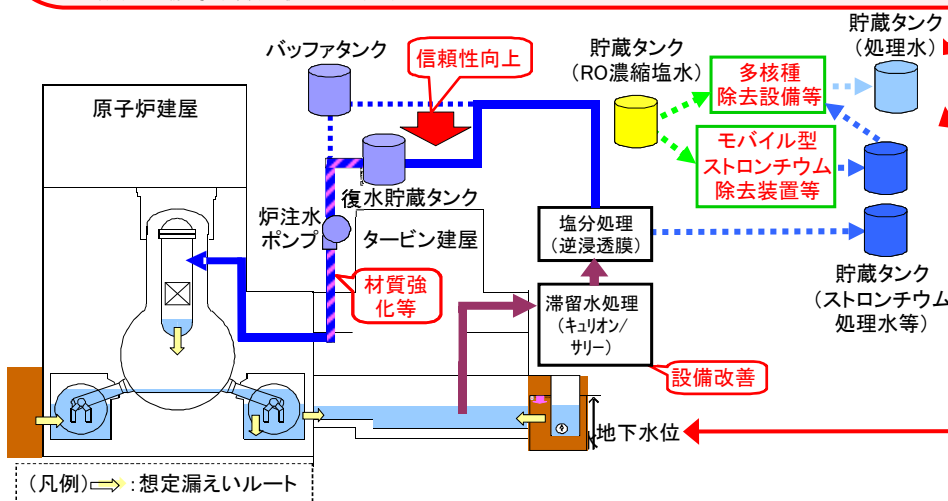 バッファタンク
信頼性向上
貯蔵タンク
(RO濃縮塩水)
多核種
除去設備等
貯蔵タンク
(処理水)
原子炉建屋
モバイル型
ストロンチウム
除去装置等
復水貯蔵タンク
炉注水
ポンプ
タービン建屋
塩分処理
(逆浸透膜)
材質強
化等
滞留水処理
(キュリオン/
サリー)
貯蔵タンク
(ストロンチウム
処理水等)
設備改善
地下水位
(凡例) :想定漏えいルート